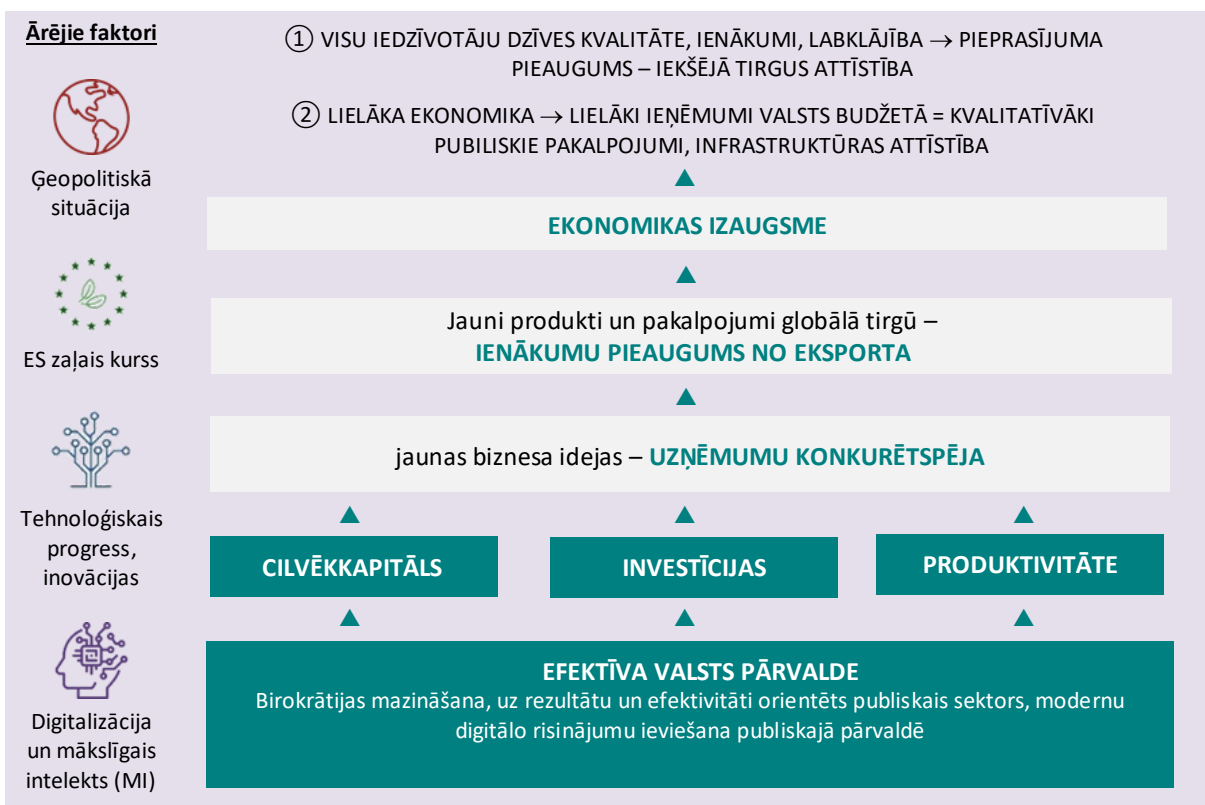 Ārējie faktori
Ģeopolitiskā
situācija
ES zaļais kurss
Tehnoloģiskais
progress,
inovācijas
Digitalizācija
un mākslīgais
intelekts (MI)
① VISU IEDZĪVOTĀJU DZĪVES KVALITĀTE, IENĀKUMI, LABKLĀJĪBA → PIEPRASĪJUMA
PIEAUGUMS – IEKŠĒJĀ TIRGUS ATTĪSTĪBA
② LIELĀKA EKONOMIKA → LIELĀKI IEŅĒMUMI VALSTS BUDŽETĀ = KVALITATĪVĀKI
PUBILISKIE PAKALPOJUMI, INFRASTRUKTŪRAS ATTĪSTĪBA
EKONOMIKAS IZAUGSME
Jauni produkti un pakalpojumi globālā tirgū –
IENĀKUMU PIEAUGUMS NO EKSPORTA
jaunas biznesa idejas – UZŅĒMUMU KONKURĒTSPĒJA
CILVĒKKAPITĀLS
INVESTĪCIJAS
PRODUKTIVITĀTE
EFEKTĪVA VALSTS PĀRVALDE
Birokrātijas mazināšana, uz rezultātu un efektivitāti orientēts publiskais sektors, modernu
digitālo risinājumu ieviešana publiskajā pārvaldē